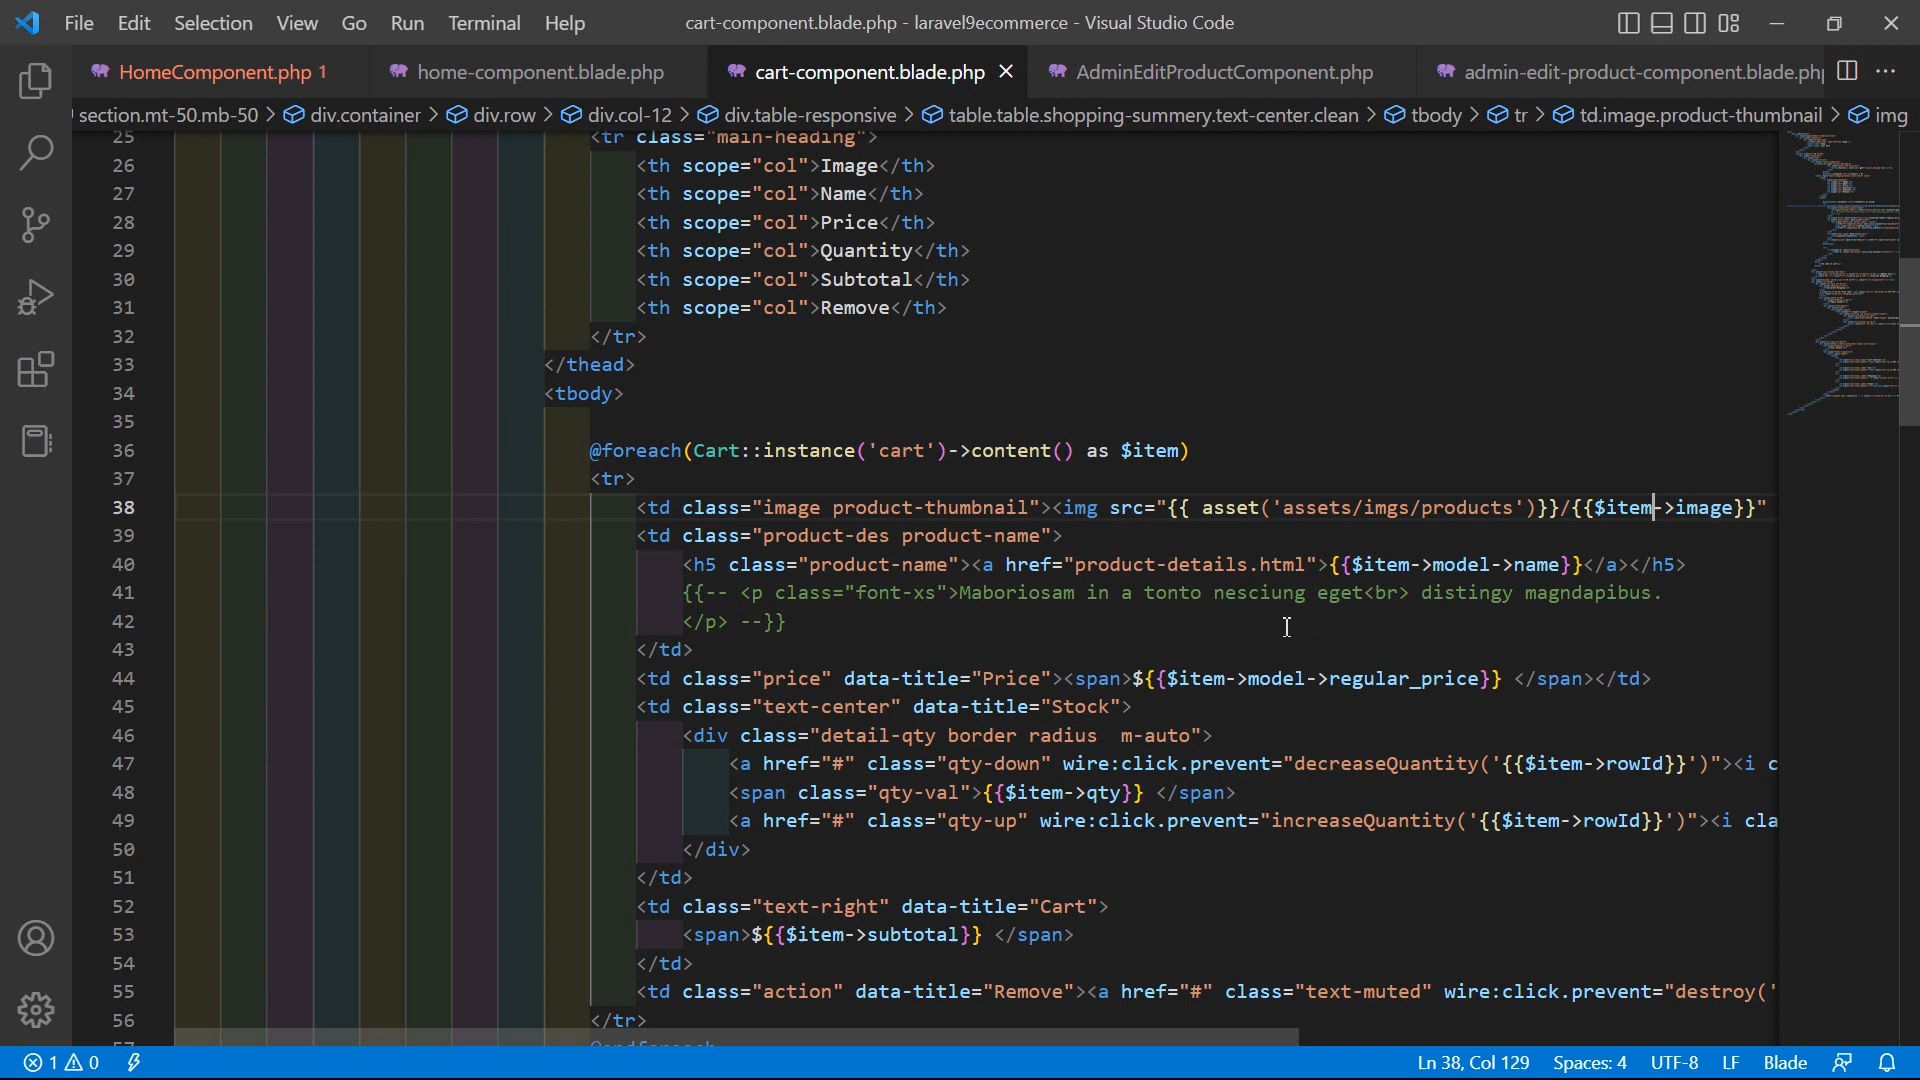 File Edit Selection View Go Run Terminal Help cart-component.blade.php - laravel9ecommerce - Visual Studio Code
HomeComponent.php 1 home-component.blade.php cart-component.blade.php AdminEditProductComponent.php admin-edit-product-component.blade.php
section.mt-50.mb-50 > div.container > div.row > div.col-12 > div.table-responsive > table.table.shopping-summery.text-center.clean > tbody > tr > td.image.product-thumbnail > img
25 <tr class="main-heading">
26 <th scope="col">Image</th>
27 <th scope="col">Name</th>
28 <th scope="col">Price</th>
29 <th scope="col">Quantity</th>
30 <th scope="col">Subtotal</th>
31 <th scope="col">Remove</th>
32 </tr>
33 </thead>
34 <tbody>
35
36 @foreach(Cart::instance('cart')->content() as $item)
37 <tr>
38 <td class="image product-thumbnail"><img src="{{ asset('assets/imgs/products')}}/{{$item->image}}"
39 <td class="product-des product-name">
40 <h5 class="product-name"><a href="product-details.html">{{$item->model->name}}</a></h5>
41 {{-- <p class="font-xs">Maboriosam in a tonto nesciung eget<br> distingy magndapibus.
42 </p> --}}
43 </td>
44 <td class="price" data-title="Price"><span>${{$item->model->regular_price}} </span></td>
45 <td class="text-center" data-title="Stock">
46 <div class="detail-qty border radius  m-auto">
47 <a href="#" class="qty-down" wire:click.prevent="decreaseQuantity('{{$item->rowId}}')"><i c
48 <span class="qty-val">{{$item->qty}} </span>
49 <a href="#" class="qty-up" wire:click.prevent="increaseQuantity('{{$item->rowId}}')"><i cla
50 </div>
51 </td>
52 <td class="text-right" data-title="Cart">
53 <span>${{$item->subtotal}} </span>
54 </td>
55 <td class="action" data-title="Remove"><a href="#" class="text-muted" wire:click.prevent="destroy('
56 </tr>
57 @endforeach
1 0 Ln 38, Col 129 Spaces: 4 UTF-8 LF Blade